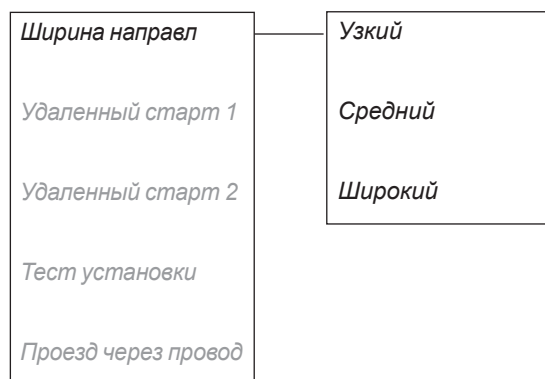 Ширина направл
Удаленный старт 1
Удаленный старт 2
Тест установки
Проезд через провод
Узкий
Средний
Широкий